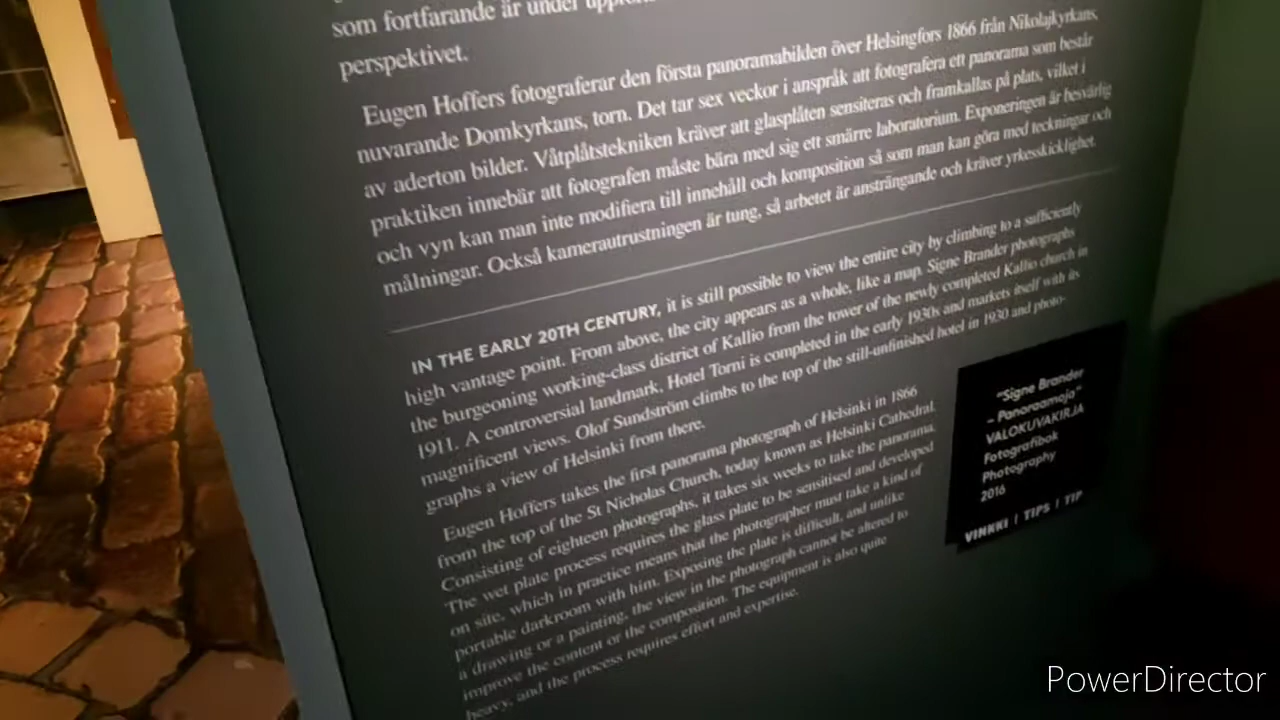 som fortfarande är under
perspektivet.
Eugen Hoffers fotograferar den första panoramabilden över Helsingfors 1866 från Nikolajkyrkans,
nuvarande Domkyrkans, torn. Det tar sex veckor i anspråk att fotografera ett panorama som består
av aderton bilder. Våtplåtstekniken kräver att glasplåten sensiteras och framkallas på plats, vilket i
praktiken innebär att fotografen måste bära med sig ett smärre laboratorium. Exponeringen är besvärlig
och vyn kan man inte modifiera till innehåll och komposition så som man kan göra med teckningar och
målningar. Också kamerautrustningen är tung, så arbetet är ansträngande och kräver yrkesskicklighet.
IN THE EARLY 20TH CENTURY, it is still possible to view the entire city by climbing to a sufficiently
high vantage point. From above, the city appears as a whole, like a map. Signe Brander photographs
the burgeoning working-class district of Kallio from the tower of the newly completed Kallio church in
1911. A controversial landmark, Hotel Torni is completed in the early 1930s and markets itself with its
magnificent views. Olof Sundström climbs to the top of the still-unfinished hotel in 1930 and photo-
graphs a view of Helsinki from there.
Eugen Hoffers takes the first panorama photograph of Helsinki in 1866
from the top of the St Nicholas Church, today known as Helsinki Cathedral.
Consisting of eighteen photographs, it takes six weeks to take the panorama.
The wet plate process requires the glass plate to be sensitised and developed
on site, which in practice means that the photographer must take a kind of
portable darkroom with him. Exposing the plate is difficult, and unlike
a drawing or a painting, the view in the photograph cannot be altered to
improve the content or the composition. The equipment is also quite
heavy, and the process requires effort and expertise.
"Signe Brander
– Panoraamoja"
VALOKUVAKIRJA
Fotografibok
Photography
2016
VINKKI | TIPS | TIP
PowerDirector